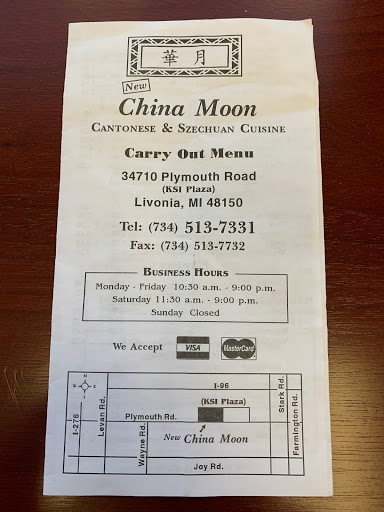 華月
New
China Moon
CANTONESE & SZECHUAN CUISINE
Carry Out Menu
34710 Plymouth Road
(KSI Plaza)
Livonia, MI 48150
Tel: (734) 513-7331
Fax: (734) 513-7732
BUSINESS HOURS
Monday - Friday 10:30 a.m. - 9:00 p.m.
Saturday 11:30 a.m. - 9:00 p.m.
Sunday Closed
We Accept VISA MasterCard
N
W E
S
I-96
I-275
Levan Rd.
Plymouth Rd.
(KSI Plaza)
Stark Rd.
Farmington Rd.
Wayne Rd.
New China Moon
Joy Rd.